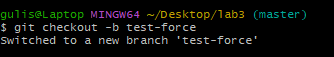 gulis@Laptop MINGW64 ~/Desktop/lab3 (master)
$ git checkout -b test-force
Switched to a new branch 'test-force'